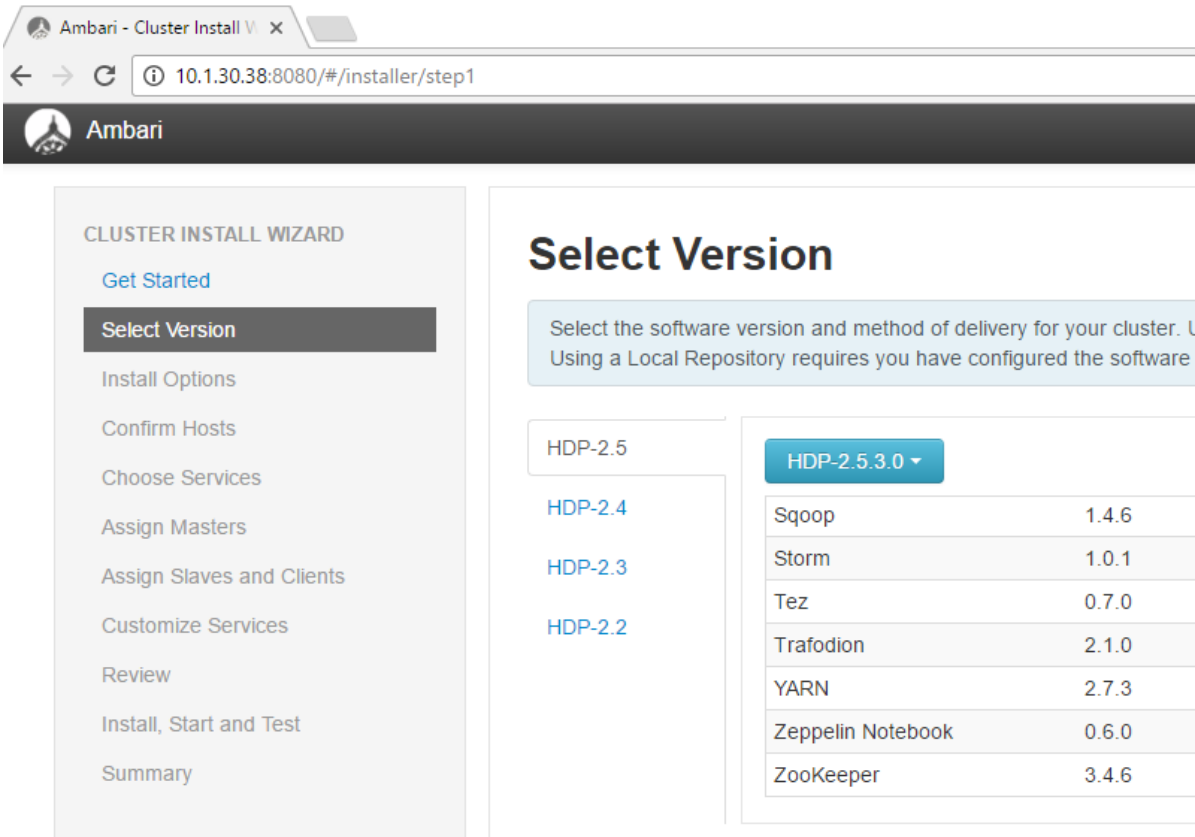 Ambari - Cluster Install W
10.1.30.38:8080/#/installer/step1
Ambari
CLUSTER INSTALL WIZARD
Get Started
Select Version
Install Options
Confirm Hosts
Choose Services
Assign Masters
Assign Slaves and Clients
Customize Services
Review
Install, Start and Test
Summary
Select Version
Select the software version and method of delivery for your cluster. U
Using a Local Repository requires you have configured the software
HDP-2.5
HDP-2.4
HDP-2.3
HDP-2.2
HDP-2.5.3.0
Sqoop 1.4.6
Storm 1.0.1
Tez 0.7.0
Trafodion 2.1.0
YARN 2.7.3
Zeppelin Notebook 0.6.0
ZooKeeper 3.4.6